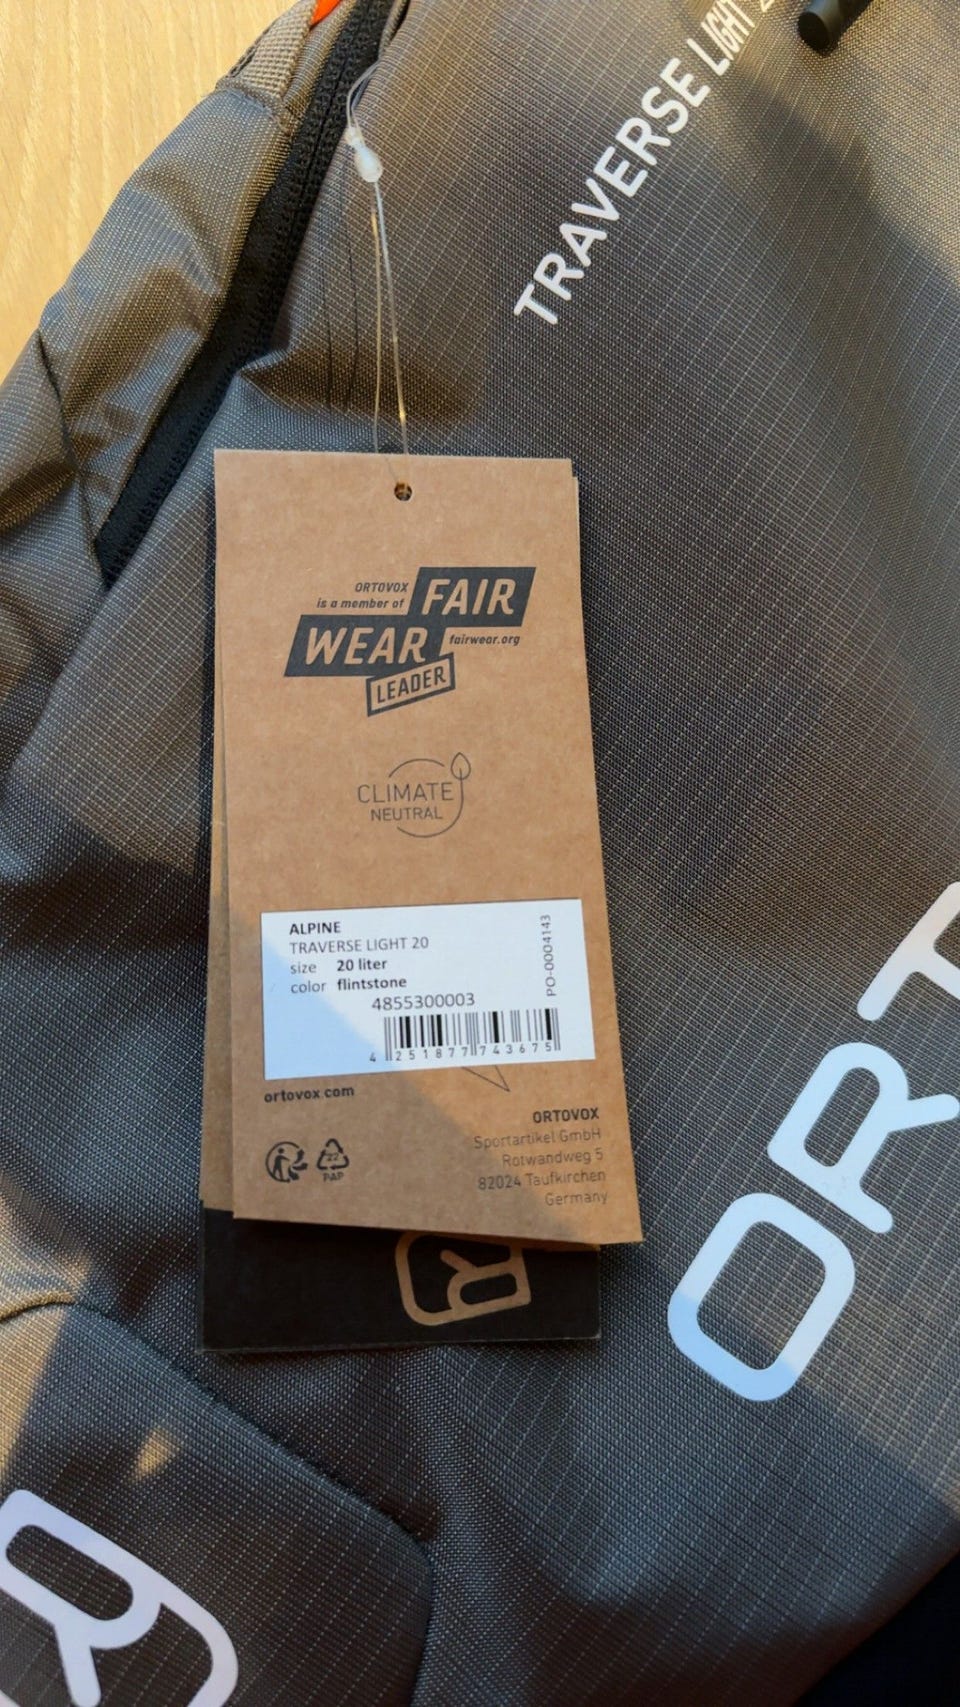 TRAVERSE LIGHT
ORTOVOX
is a member of
FAIR
WEAR
fairwear.org
LEADER
CLIMATE
NEUTRAL
ALPINE
TRAVERSE LIGHT 20
size 20 liter
color flintstone
4855300003
PO-0004143
4 251877 743675
ortovox.com
ORTOVOX
Sportartikel GmbH
Rotwandweg 5
82024 Taufkirchen
Germany
22
PAP
ORT